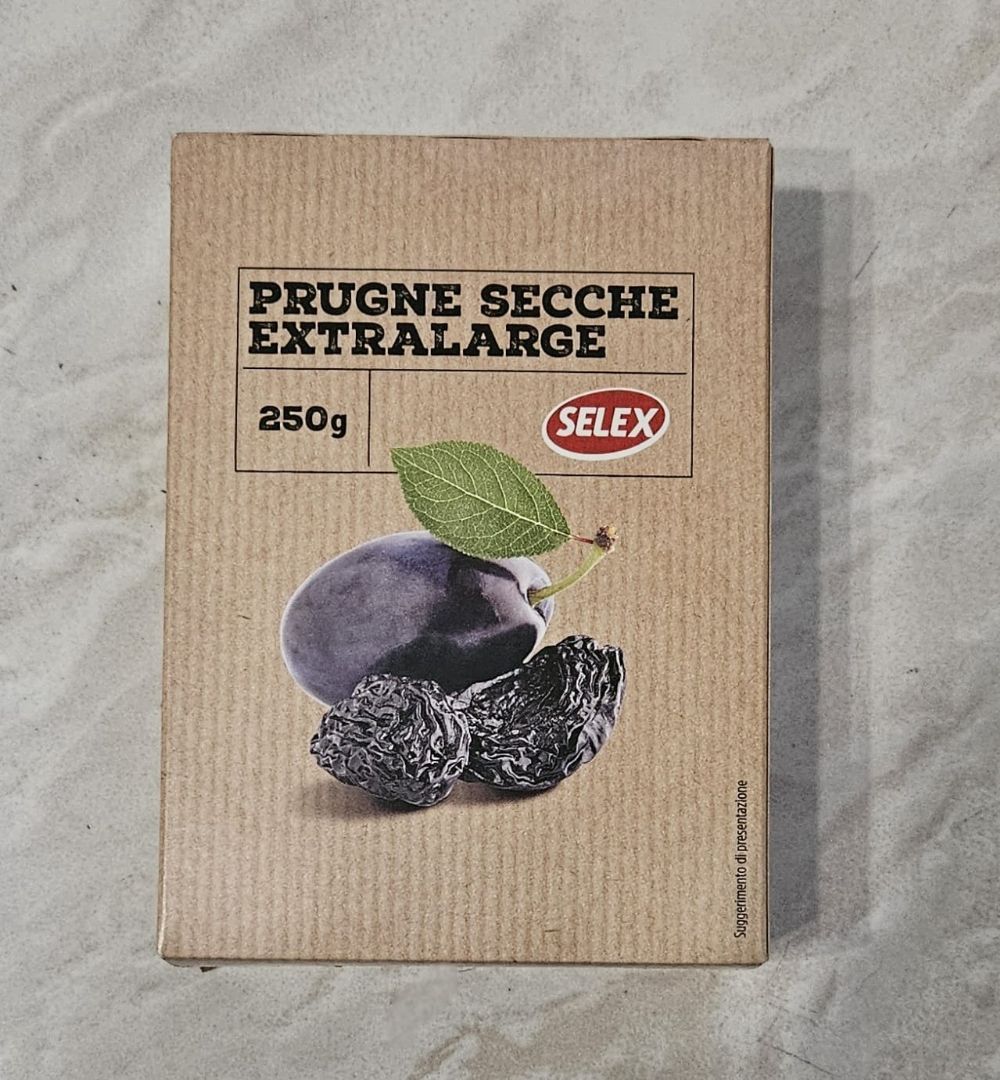 PRUGNE SECCHE
EXTRALARGE
250g
SELEX
Suggerimento di presentazione